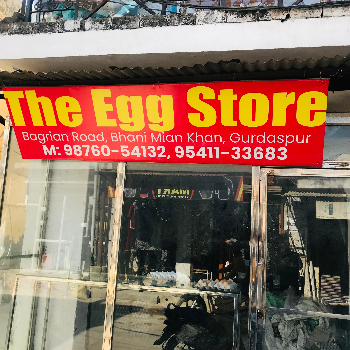 The Egg Store
Bagrian Road, Bhani Mian Khan, Gurdaspur
M: 98760-54132, 95411-33683